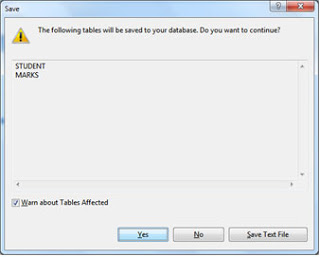 Save
The following tables will be saved to your database. Do you want to continue?
STUDENT
MARKS
Warn about Tables Affected
Yes
No
Save Text File